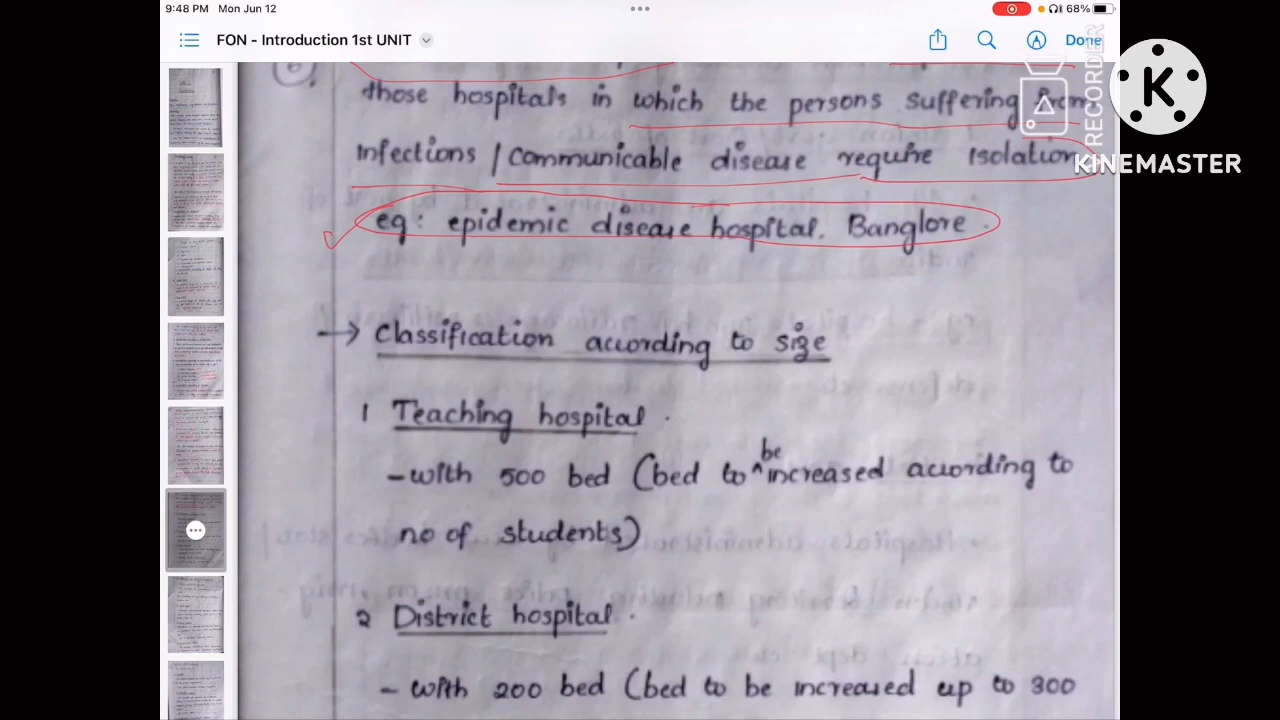 9:48 PM Mon Jun 12
68%
FON - Introduction 1st UNIT
Done
RECORDER
KINEMASTER
those hospitals in which the persons suffering from
infections / communicable disease require isolation
eg: epidemic disease hospital. Banglore.
→ Classification according to size
1 Teaching hospital.
- with 500 bed (bed to ^be increased according to
no of students)
2 District hospital.
- with 200 bed (bed to be increased up to 300